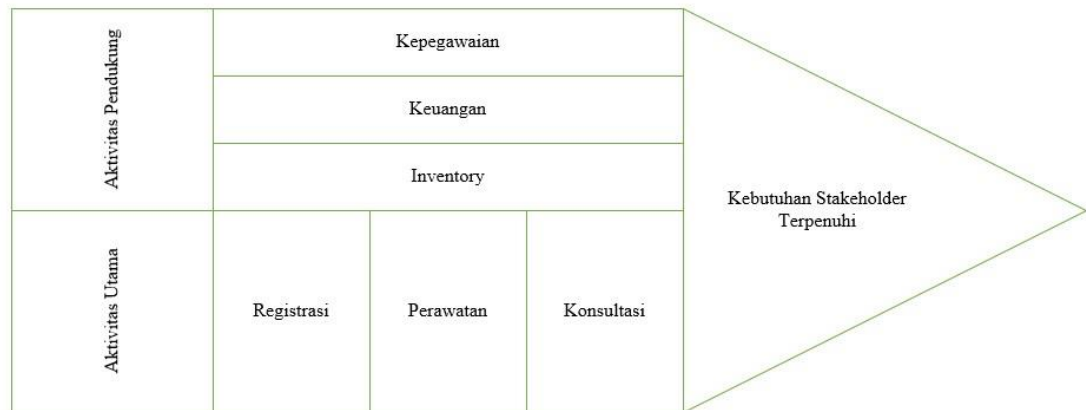 Aktivitas Pendukung
Kepegawaian
Keuangan
Inventory
Kebutuhan Stakeholder
Terpenuhi
Aktivitas Utama
Registrasi
Perawatan
Konsultasi